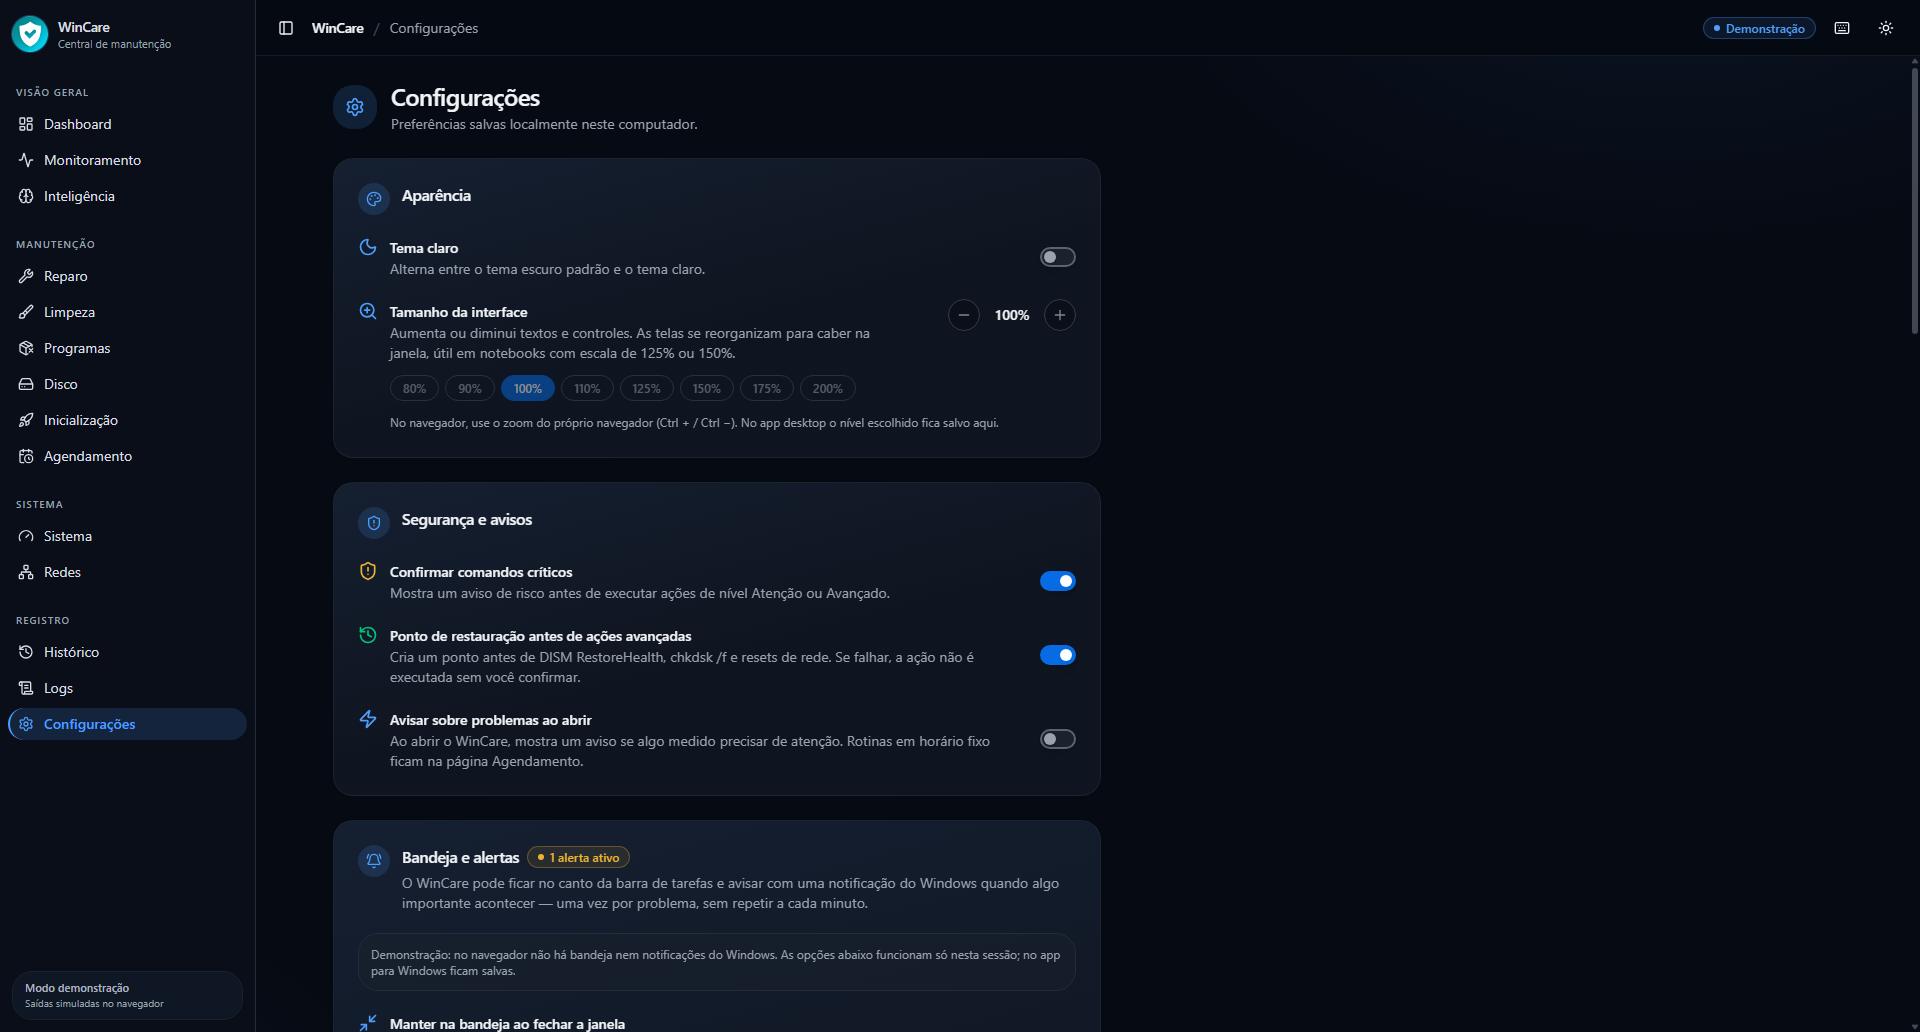 WinCare
Central de manutenção
VISÃO GERAL
Dashboard
Monitoramento
Inteligência
MANUTENÇÃO
Reparo
Limpeza
Programas
Disco
Inicialização
Agendamento
SISTEMA
Sistema
Redes
REGISTRO
Histórico
Logs
Configurações
Modo demonstração
Saídas simuladas no navegador
WinCare / Configurações
Demonstração
Configurações
Preferências salvas localmente neste computador.
Aparência
Tema claro
Alterna entre o tema escuro padrão e o tema claro.
Tamanho da interface
Aumenta ou diminui textos e controles. As telas se reorganizam para caber na
janela, útil em notebooks com escala de 125% ou 150%.
100%
80% 90% 100% 110% 125% 150% 175% 200%
No navegador, use o zoom do próprio navegador (Ctrl + / Ctrl −). No app desktop o nível escolhido fica salvo aqui.
Segurança e avisos
Confirmar comandos críticos
Mostra um aviso de risco antes de executar ações de nível Atenção ou Avançado.
Ponto de restauração antes de ações avançadas
Cria um ponto antes de DISM RestoreHealth, chkdsk /f e resets de rede. Se falhar, a ação não é
executada sem você confirmar.
Avisar sobre problemas ao abrir
Ao abrir o WinCare, mostra um aviso se algo medido precisar de atenção. Rotinas em horário fixo
ficam na página Agendamento.
Bandeja e alertas 1 alerta ativo
O WinCare pode ficar no canto da barra de tarefas e avisar com uma notificação do Windows quando algo
importante acontecer — uma vez por problema, sem repetir a cada minuto.
Demonstração: no navegador não há bandeja nem notificações do Windows. As opções abaixo funcionam só nesta sessão; no app
para Windows ficam salvas.
Manter na bandeja ao fechar a janela